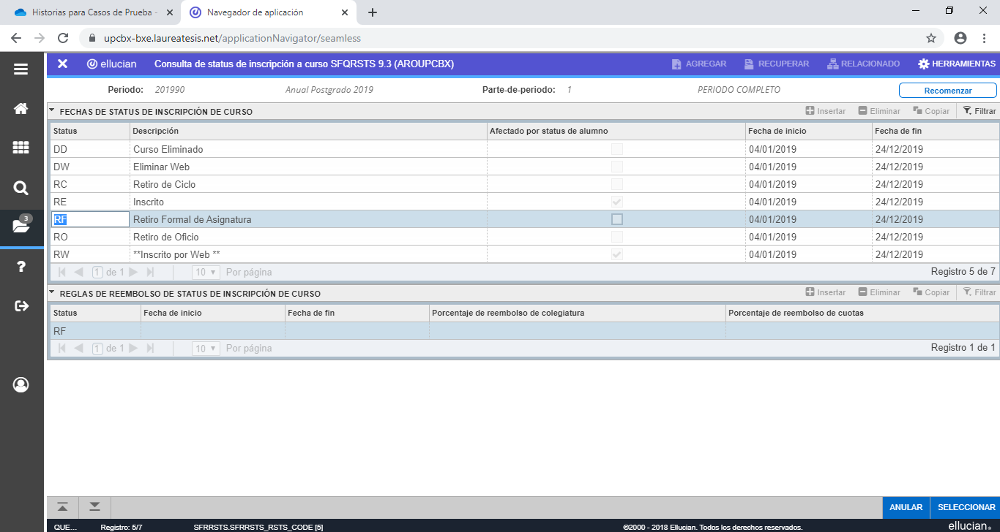 Historias para Casos de Prueba -
Navegador de aplicación
upcbx-bxe.laureatesis.net/applicationNavigator/seamless
ellucian Consulta de status de inscripción a curso SFQRSTS 9.3 (AROUPCBX) AGREGAR RECUPERAR RELACIONADO HERRAMIENTAS
Periodo: 201990 Anual Postgrado 2019 Parte-de-periodo: 1 PERIODO COMPLETO Recomenzar
FECHAS DE STATUS DE INSCRIPCIÓN DE CURSO Insertar Eliminar Copiar Filtrar
Status Descripción Afectado por status de alumno Fecha de inicio Fecha de fin
DD Curso Eliminado 04/01/2019 24/12/2019
DW Eliminar Web 04/01/2019 24/12/2019
RC Retiro de Ciclo 04/01/2019 24/12/2019
RE Inscrito 04/01/2019 24/12/2019
3
RF Retiro Formal de Asignatura 04/01/2019 24/12/2019
RO Retiro de Oficio 04/01/2019 24/12/2019
RW **Inscrito por Web ** 04/01/2019 24/12/2019
1 de 1 10 Por página Registro 5 de 7
REGLAS DE REEMBOLSO DE STATUS DE INSCRIPCIÓN DE CURSO Insertar Eliminar Copiar Filtrar
Status Fecha de inicio Fecha de fin Porcentaje de reembolso de colegiatura Porcentaje de reembolso de cuotas
RF
1 de 1 10 Por página Registro 1 de 1
ANULAR SELECCIONAR
QUE... Registro: 5/7 SFRRSTS.SFRRSTS_RSTS_CODE [5] ©2000 - 2018 Ellucian. Todos los derechos reservados. ellucian